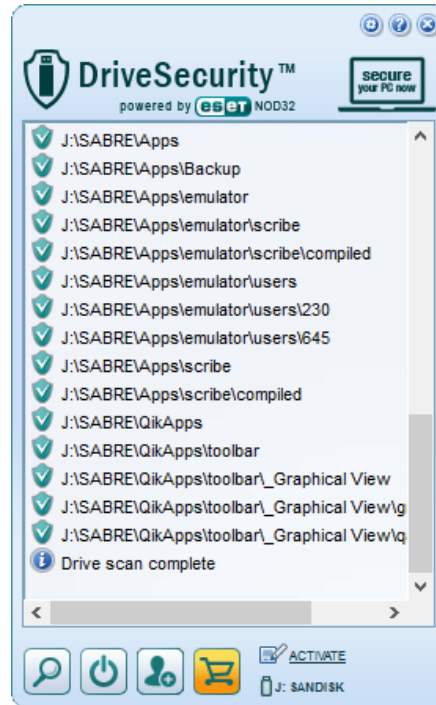 DriveSecurity™
powered by eset NOD32
secure
your PC now
J:\SABRE\Apps
J:\SABRE\Apps\Backup
J:\SABRE\Apps\emulator
J:\SABRE\Apps\emulator\scribe
J:\SABRE\Apps\emulator\scribe\compiled
J:\SABRE\Apps\emulator\users
J:\SABRE\Apps\emulator\users\230
J:\SABRE\Apps\emulator\users\645
J:\SABRE\Apps\scribe
J:\SABRE\Apps\scribe\compiled
J:\SABRE\QikApps
J:\SABRE\QikApps\toolbar
J:\SABRE\QikApps\toolbar\_Graphical View
J:\SABRE\QikApps\toolbar\_Graphical View\g
J:\SABRE\QikApps\toolbar\_Graphical View\q
Drive scan complete
ACTIVATE
J: SANDISK